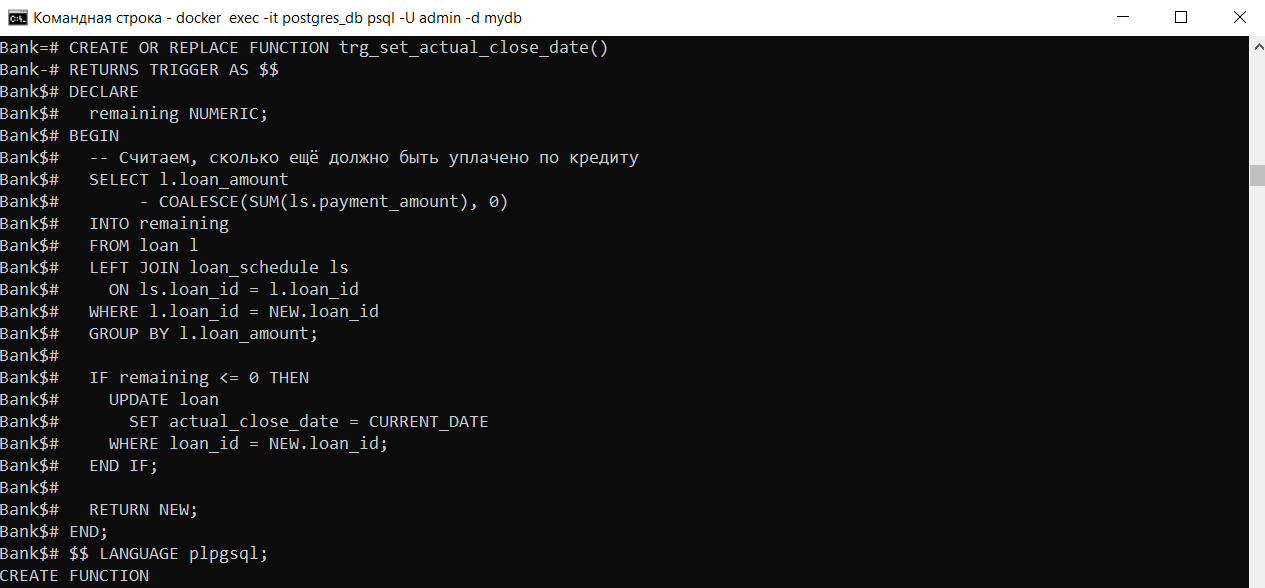 Командная строка - docker  exec -it postgres_db psql -U admin -d mydb
Bank=# CREATE OR REPLACE FUNCTION trg_set_actual_close_date()
Bank-# RETURNS TRIGGER AS $$
Bank$# DECLARE
Bank$#   remaining NUMERIC;
Bank$# BEGIN
Bank$#   -- Считаем, сколько ещё должно быть уплачено по кредиту
Bank$#   SELECT l.loan_amount
Bank$#        - COALESCE(SUM(ls.payment_amount), 0)
Bank$#   INTO remaining
Bank$#   FROM loan l
Bank$#   LEFT JOIN loan_schedule ls
Bank$#     ON ls.loan_id = l.loan_id
Bank$#   WHERE l.loan_id = NEW.loan_id
Bank$#   GROUP BY l.loan_amount;
Bank$#
Bank$#   IF remaining <= 0 THEN
Bank$#     UPDATE loan
Bank$#       SET actual_close_date = CURRENT_DATE
Bank$#     WHERE loan_id = NEW.loan_id;
Bank$#   END IF;
Bank$#
Bank$#   RETURN NEW;
Bank$# END;
Bank$# $$ LANGUAGE plpgsql;
CREATE FUNCTION